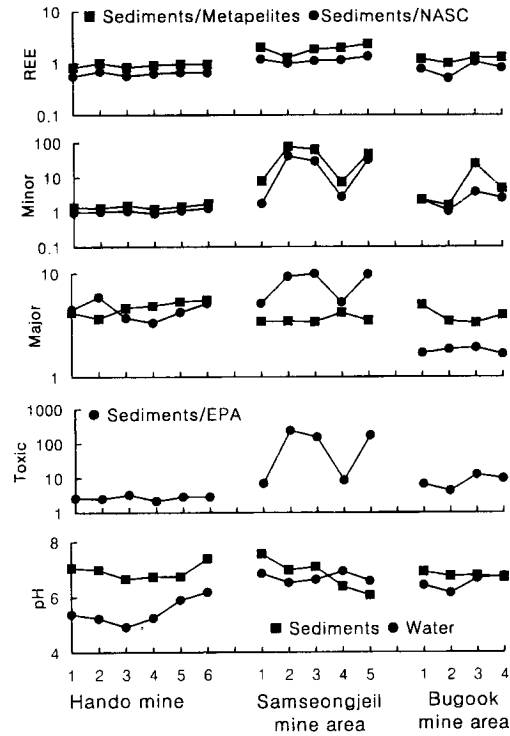 Sediments/Metapelites Sediments/NASC
10
REE
1
0.1
100
Minor
10
1
0.1
10
Major
1
1000
Sediments/EPA
Toxic
100
10
1
8
pH
6
Sediments Water
4
1 2 3 4 5 6 1 2 3 4 5 1 2 3 4
Hando mine Samseongjeil Bugook
mine area mine area